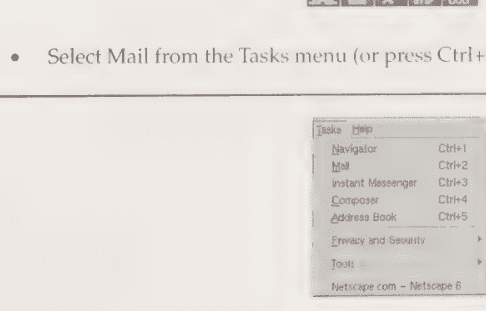 • Select Mail from the Tasks menu (or press Ctrl+
Tasks Help
Navigator Ctrl+1
Mail Ctrl+2
Instant Messenger Ctrl+3
Composer Ctrl+4
Address Book Ctrl+5
Privacy and Security
Tools
Netscape.com – Netscape 6